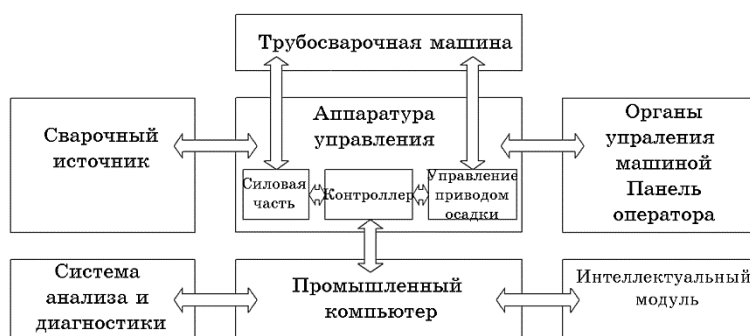 Трубосварочная машина
Сварочный
источник
Аппаратура
управления
Силовая
часть
Контроллер
Управление
приводом
осадки
Органы
упраления
машиной
Панель
оператора
Система
анализа и
диагностики
Промышленный
компьютер
Интеллектуальный
модуль